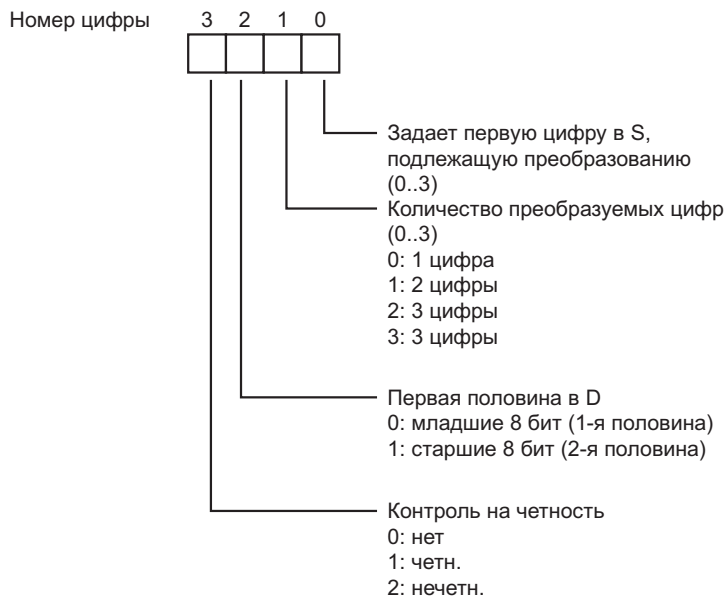 Номер цифры 3 2 1 0
Задает первую цифру в S,
подлежащую преобразованию
(0..3)
Количество преобразуемых цифр
(0..3)
0: 1 цифра
1: 2 цифры
2: 3 цифры
3: 3 цифры
Первая половина в D
0: младшие 8 бит (1-я половина)
1: старшие 8 бит (2-я половина)
Контроль на четность
0: нет
1: четн.
2: нечетн.